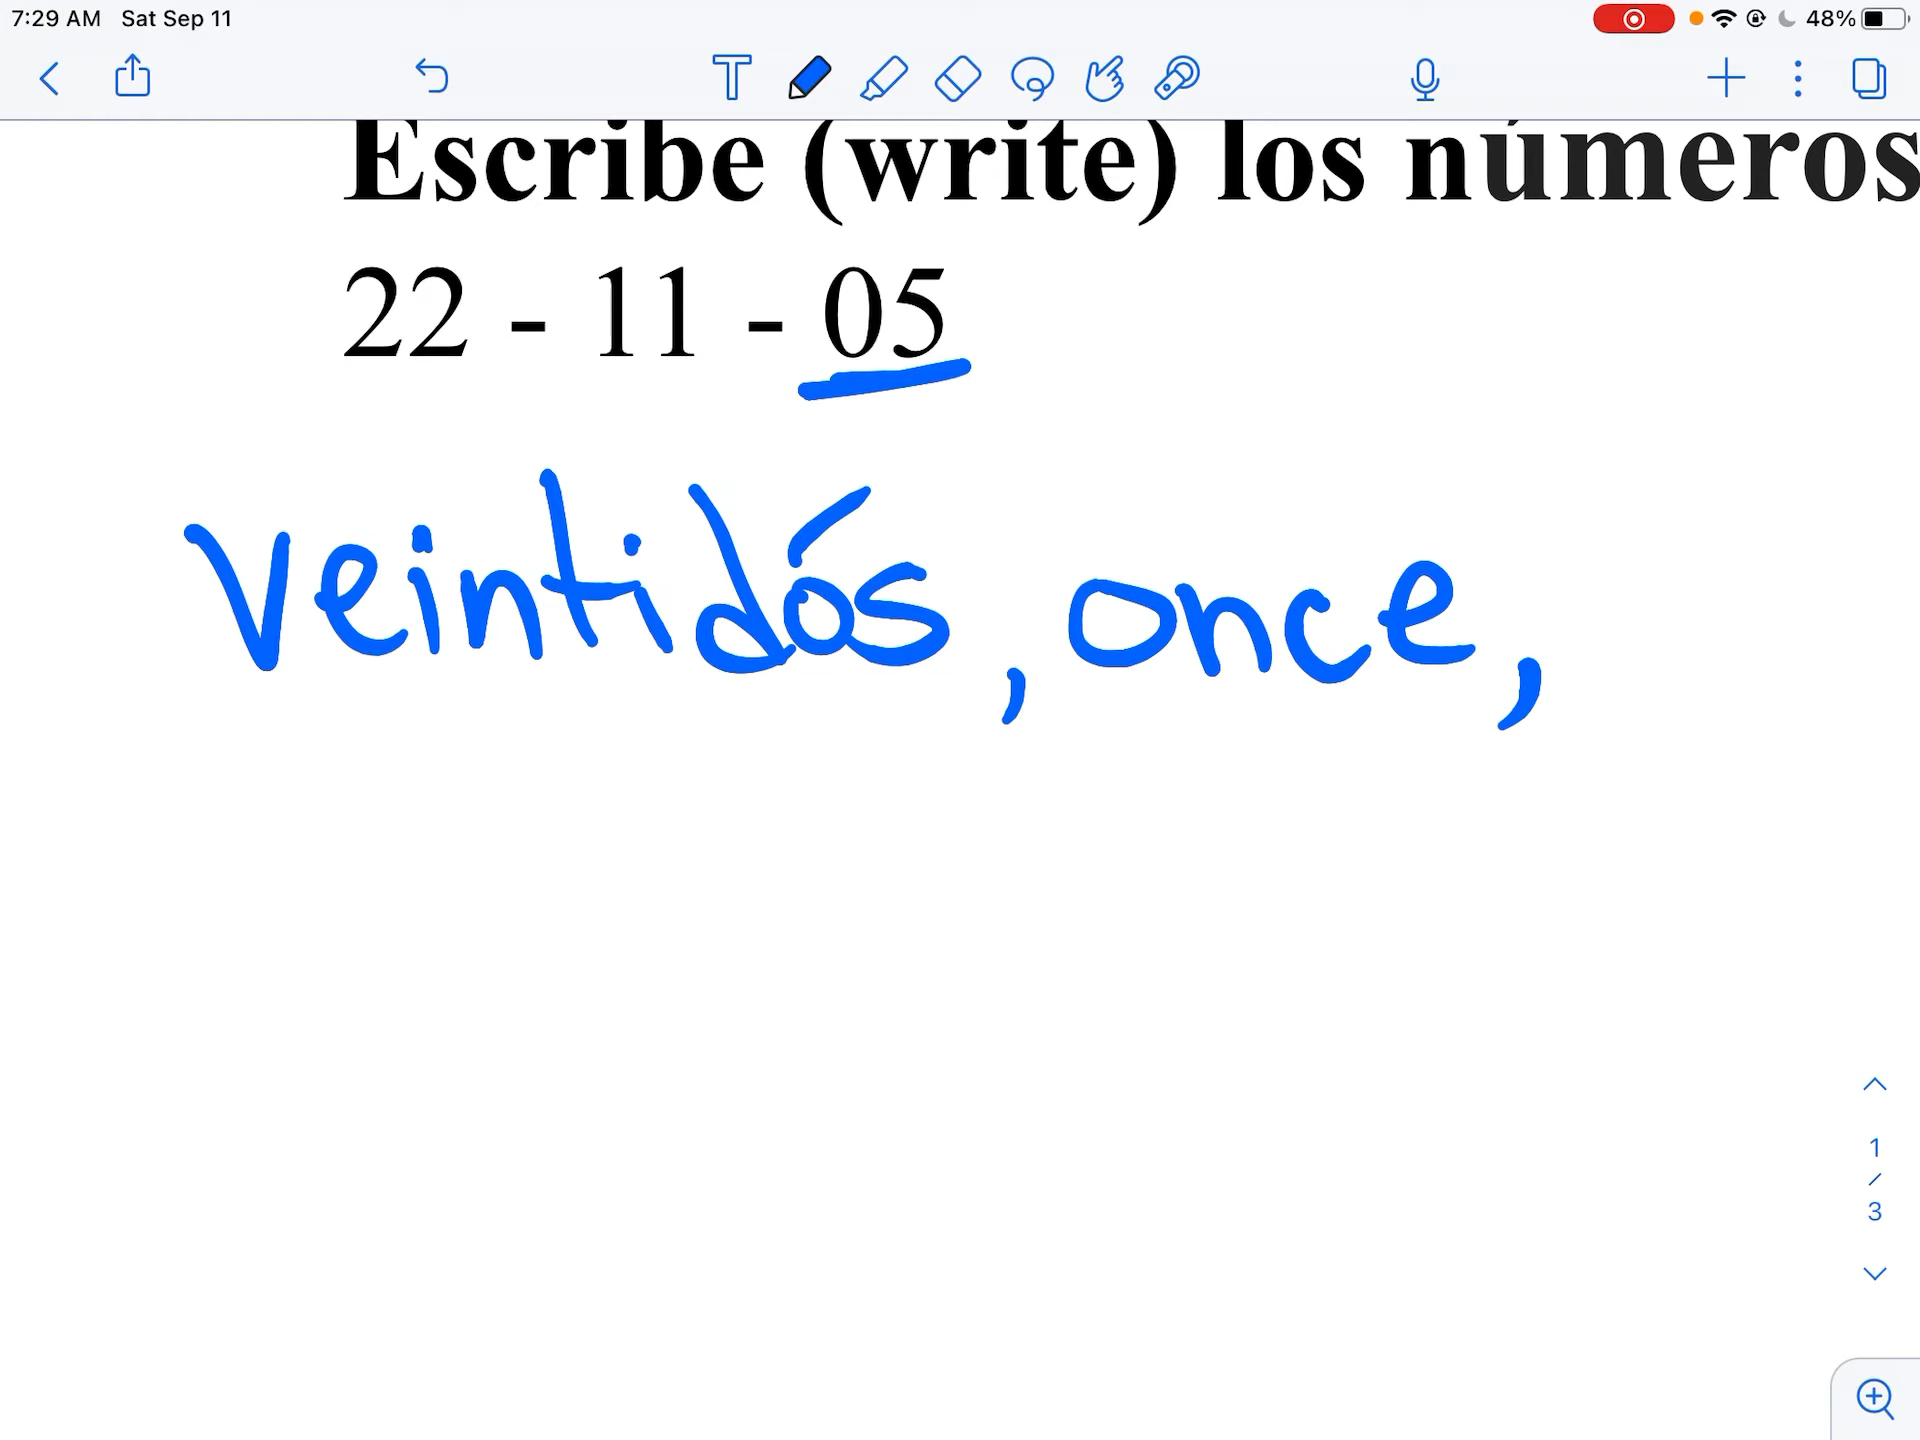 7:29 AM Sat Sep 11 48%
T
Escribe (write) los números
22 - 11 - 05
veintidós, once,
1
/
3